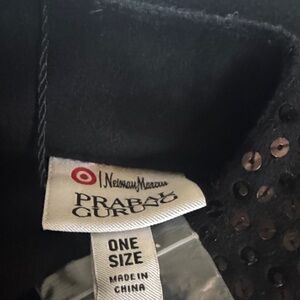 | Neiman Marcus
PRABAL
GURUNG
ONE
SIZE
MADE IN
CHINA